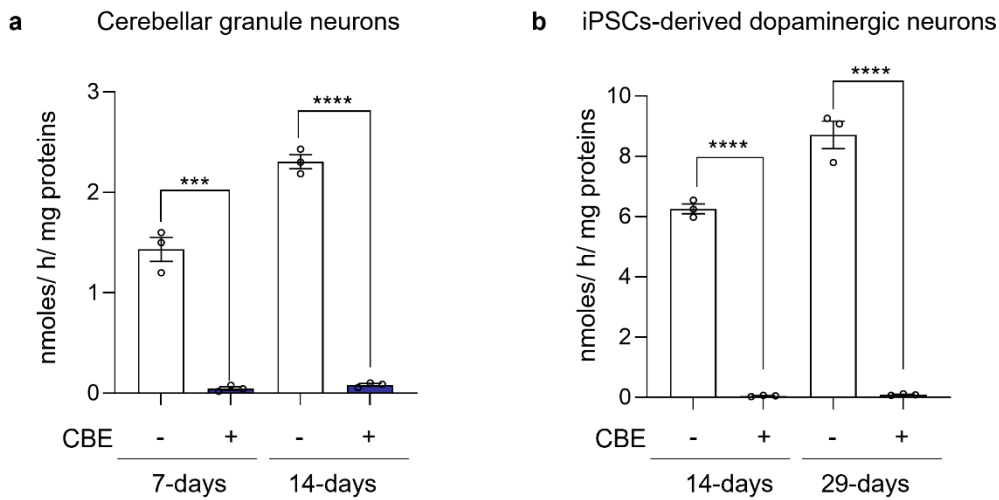 a Cerebellar granule neurons
nmoles/ h/ mg proteins
3
2
1
0
***
****
CBE - + - +
7-days 14-days
b iPSCs-derived dopaminergic neurons
nmoles/ h/ mg proteins
10
8
6
4
2
0
****
****
CBE - + - +
14-days 29-days